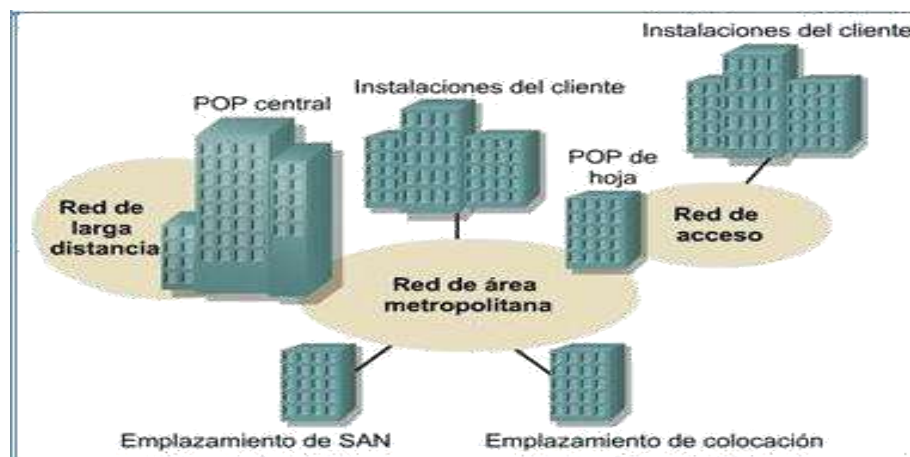 Instalaciones del cliente
Instalaciones del cliente
POP central
POP de
hoja
Red de
larga
distancia
Red de
acceso
Red de área
metropolitana
Emplazamiento de SAN
Emplazamiento de colocación